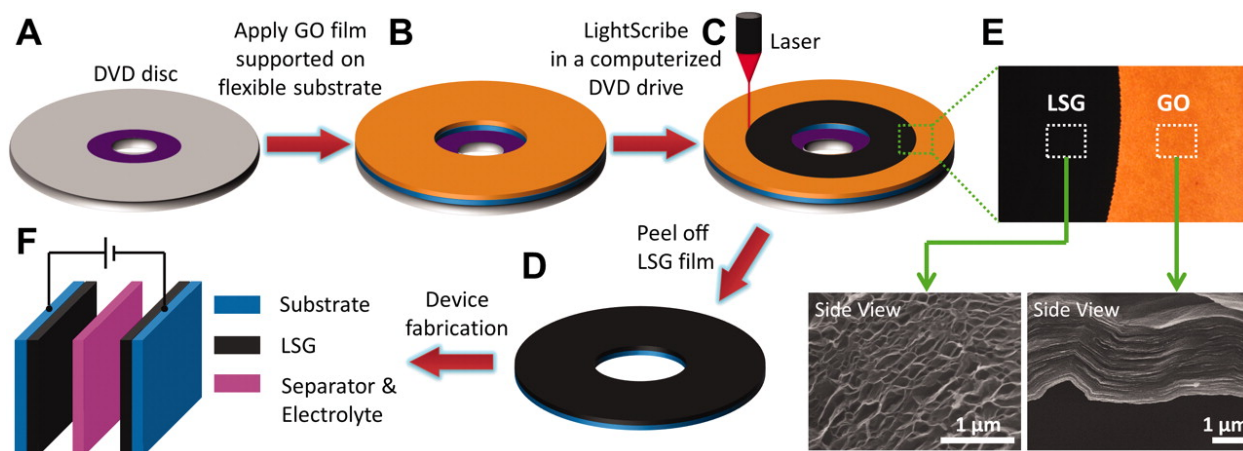 A
DVD disc
Apply GO film
supported on
flexible substrate
B
LightScribe
in a computerized
DVD drive
C
Laser
E
LSG
GO
Peel off
LSG film
D
Device
fabrication
F
Substrate
LSG
Separator &
Electrolyte
Side View
1 μm
Side View
1 μm